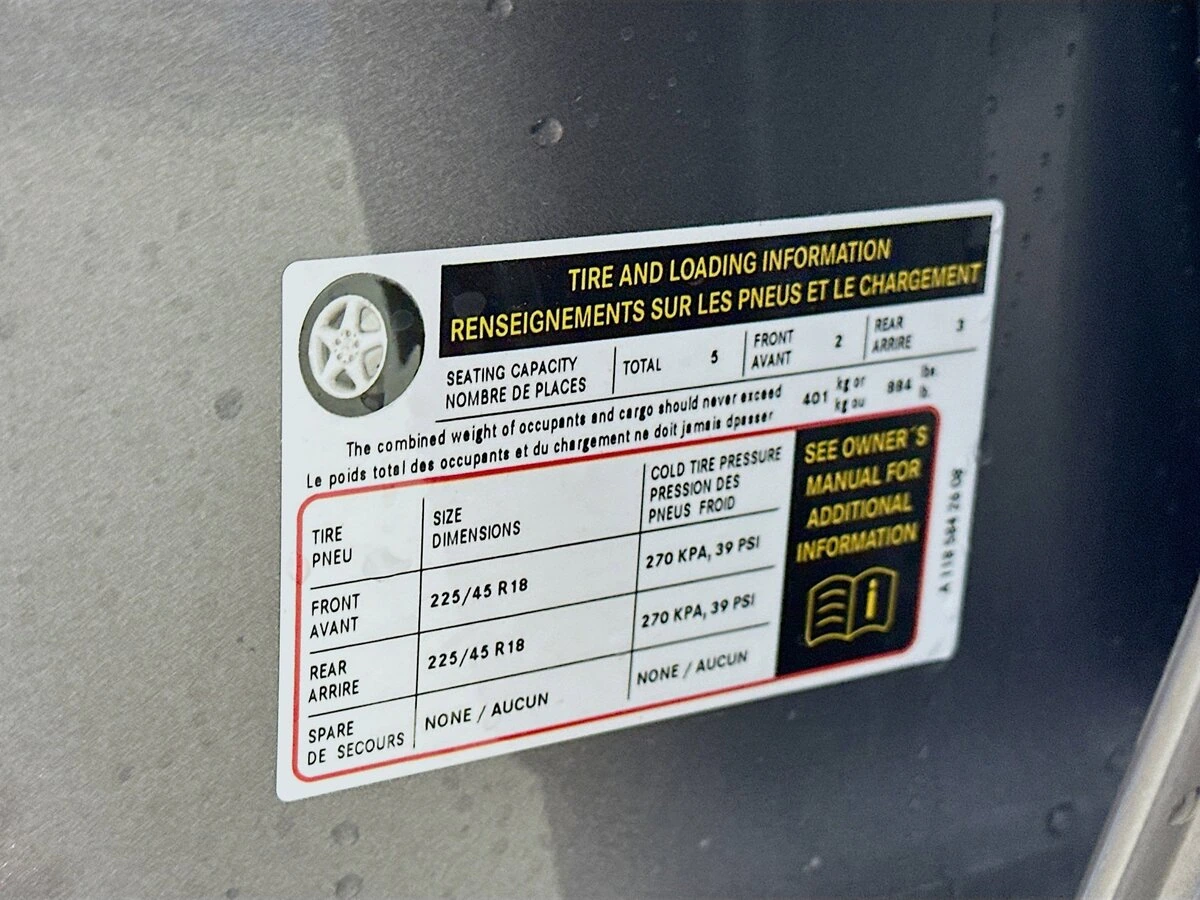 TIRE AND LOADING INFORMATION
RENSEIGNEMENTS SUR LES PNEUS ET LE CHARGEMENT
SEATING CAPACITY
NOMBRE DE PLACES
TOTAL 5
FRONT
AVANT
2
REAR
ARRIRE
3
The combined weight of occupants and cargo should never exceed
Le poids total des occupants et du chargement ne doit jamais dpasser
401
kg or
kg ou
884
lbs.
lb.
TIRE
PNEU
SIZE
DIMENSIONS
COLD TIRE PRESSURE
PRESSION DES
PNEUS FROID
FRONT
AVANT
225/45 R18
270 KPA, 39 PSI
REAR
ARRIRE
225/45 R18
270 KPA, 39 PSI
SPARE
DE SECOURS
NONE / AUCUN
NONE / AUCUN
SEE OWNER´S
MANUAL FOR
ADDITIONAL
INFORMATION
A 118 584 26 08